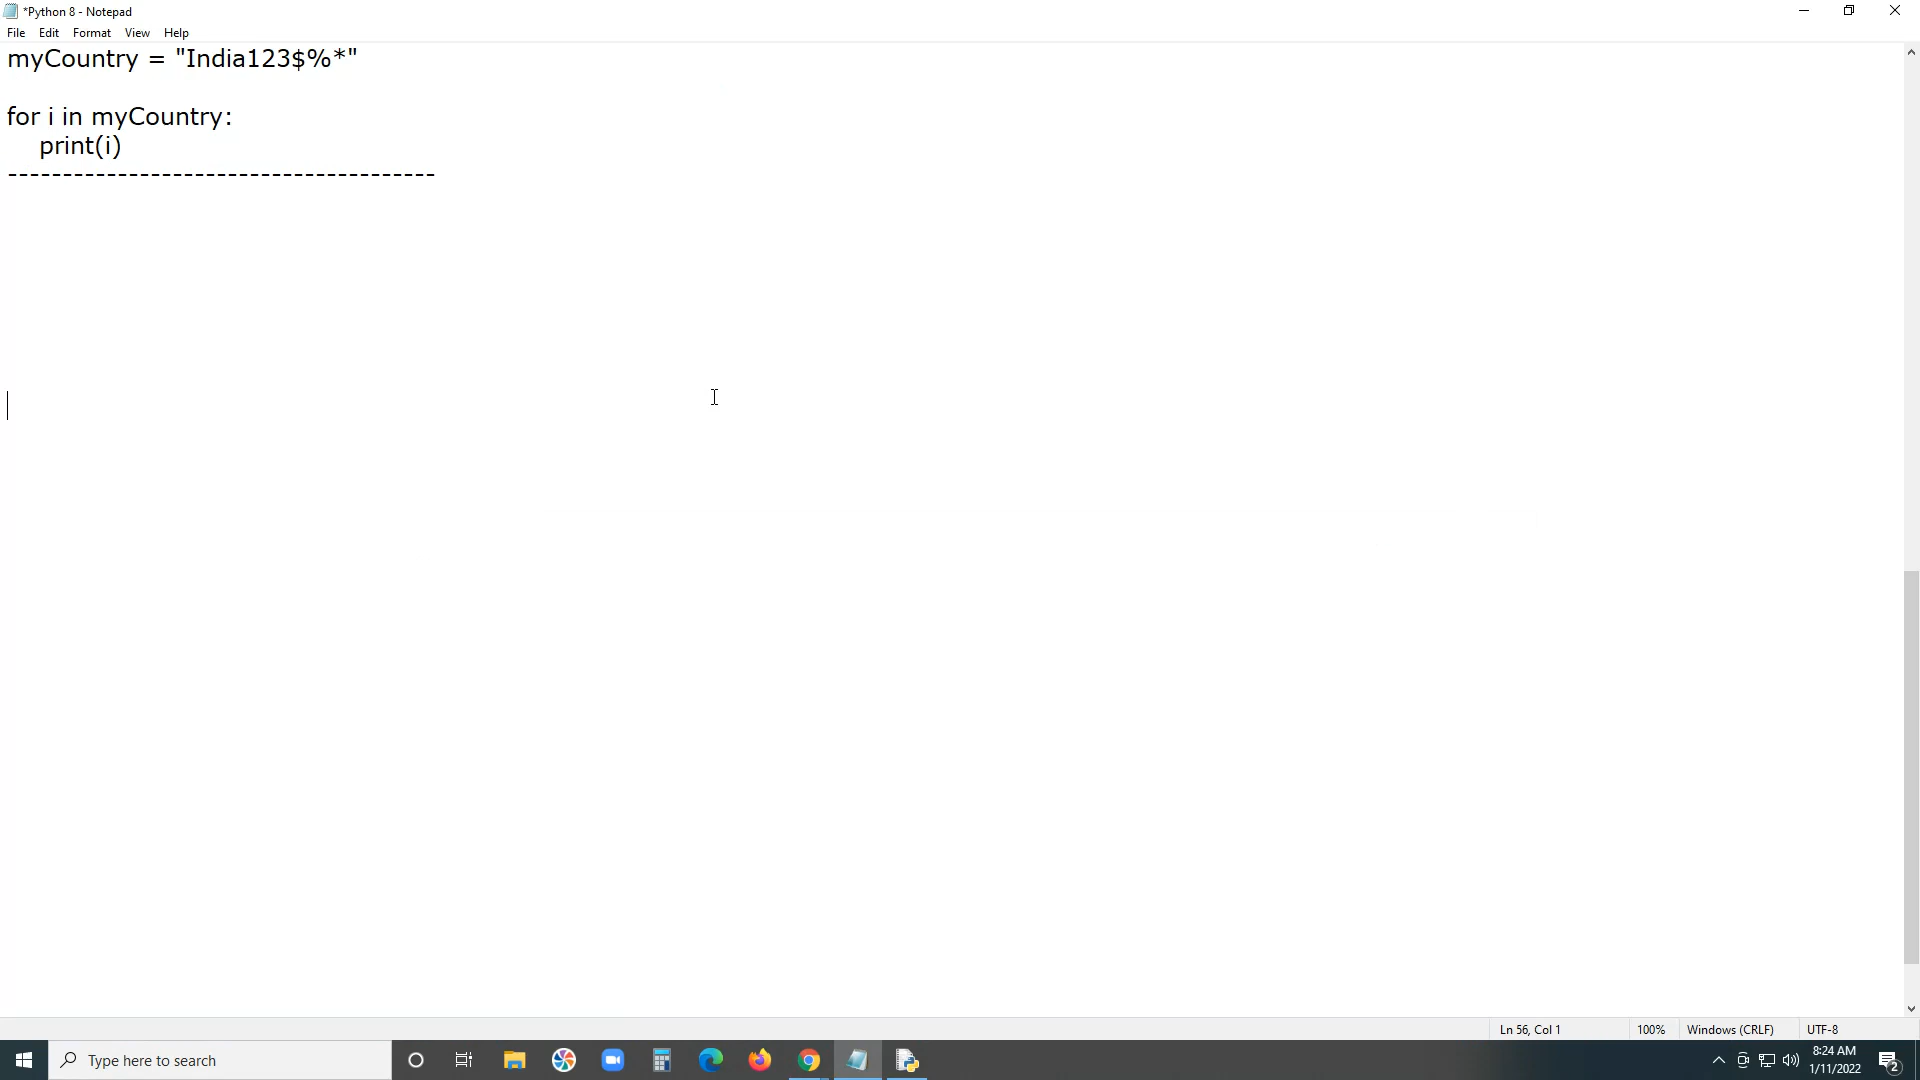 *Python 8 - Notepad
File Edit Format View Help
myCountry = "India123$%*"
for i in myCountry:
    print(i)
---------------------------------------
Ln 56, Col 1 100% Windows (CRLF) UTF-8
Type here to search
8:24 AM
1/11/2022
2